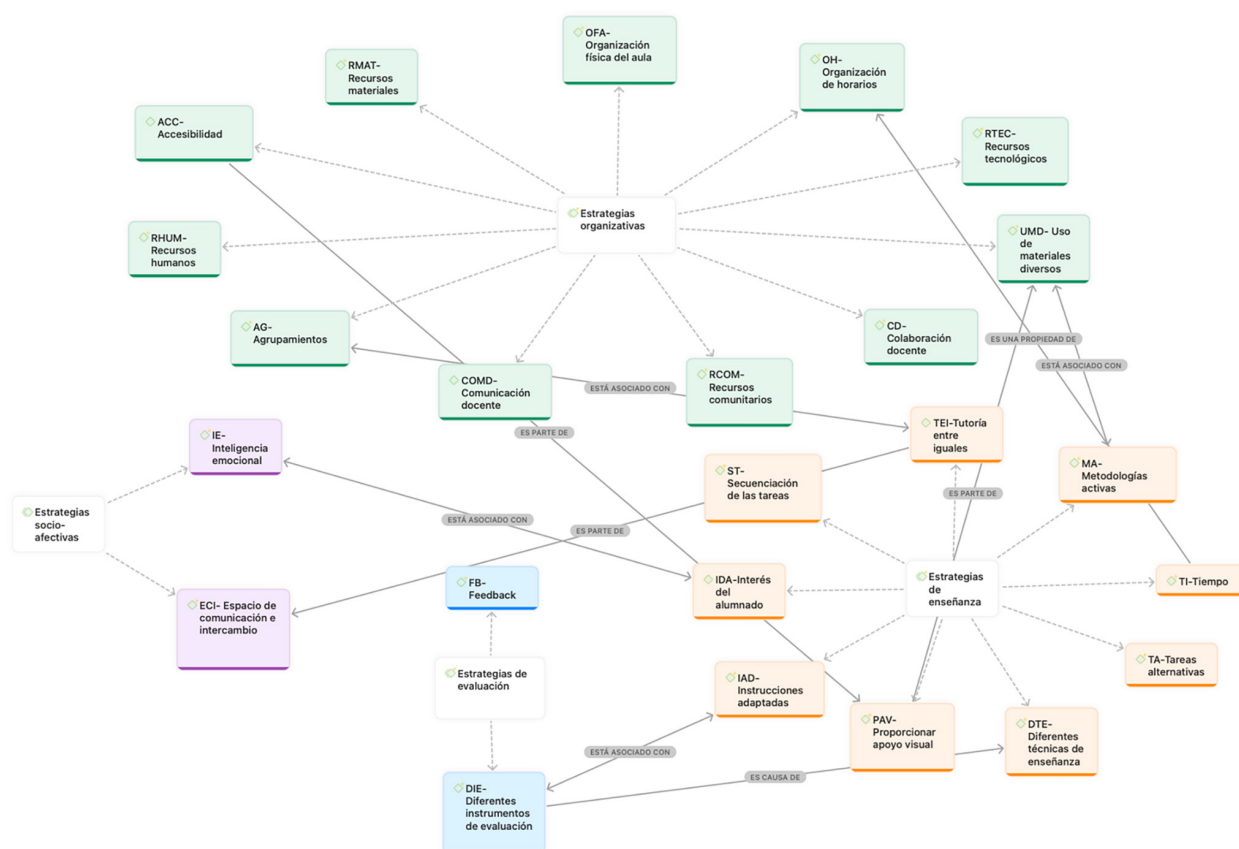 OFA-
Organización
física del aula
RMAT-
Recursos
materiales
OH-
Organización
de horarios
ACC-
Accesibilidad
RTEC-
Recursos
tecnológicos
Estrategias
organizativas
RHUM-
Recursos
humanos
UMD- Uso
de
materiales
diversos
AG-
Agrupamientos
CD-
Colaboración
docente
ES UNA PROPIEDAD DE
ESTÁ ASOCIADO CON
COMD-
Comunicación
docente
ESTÁ ASOCIADO CON
RCOM-
Recursos
comunitarios
IE-
Inteligencia
emocional
ES PARTE DE
TEI-Tutoría
entre
iguales
ST-
Secuenciación
de las tareas
MA-
Metodologías
activas
ES PARTE DE
Estrategias
socio-
afectivas
ESTÁ ASOCIADO CON
ES PARTE DE
ECI- Espacio de
comunicación e
intercambio
FB-
Feedback
IDA-Interés
del
alumnado
Estrategias
de
enseñanza
TI-Tiempo
Estrategias de
evaluación
IAD-
Instrucciones
adaptadas
TA-Tareas
alternativas
PAV-
Proporcionar
apoyo visual
DTE-
Diferentes
técnicas de
enseñanza
ESTÁ ASOCIADO CON
ES CAUSA DE
DIE-
Diferentes
instrumentos
de evaluación